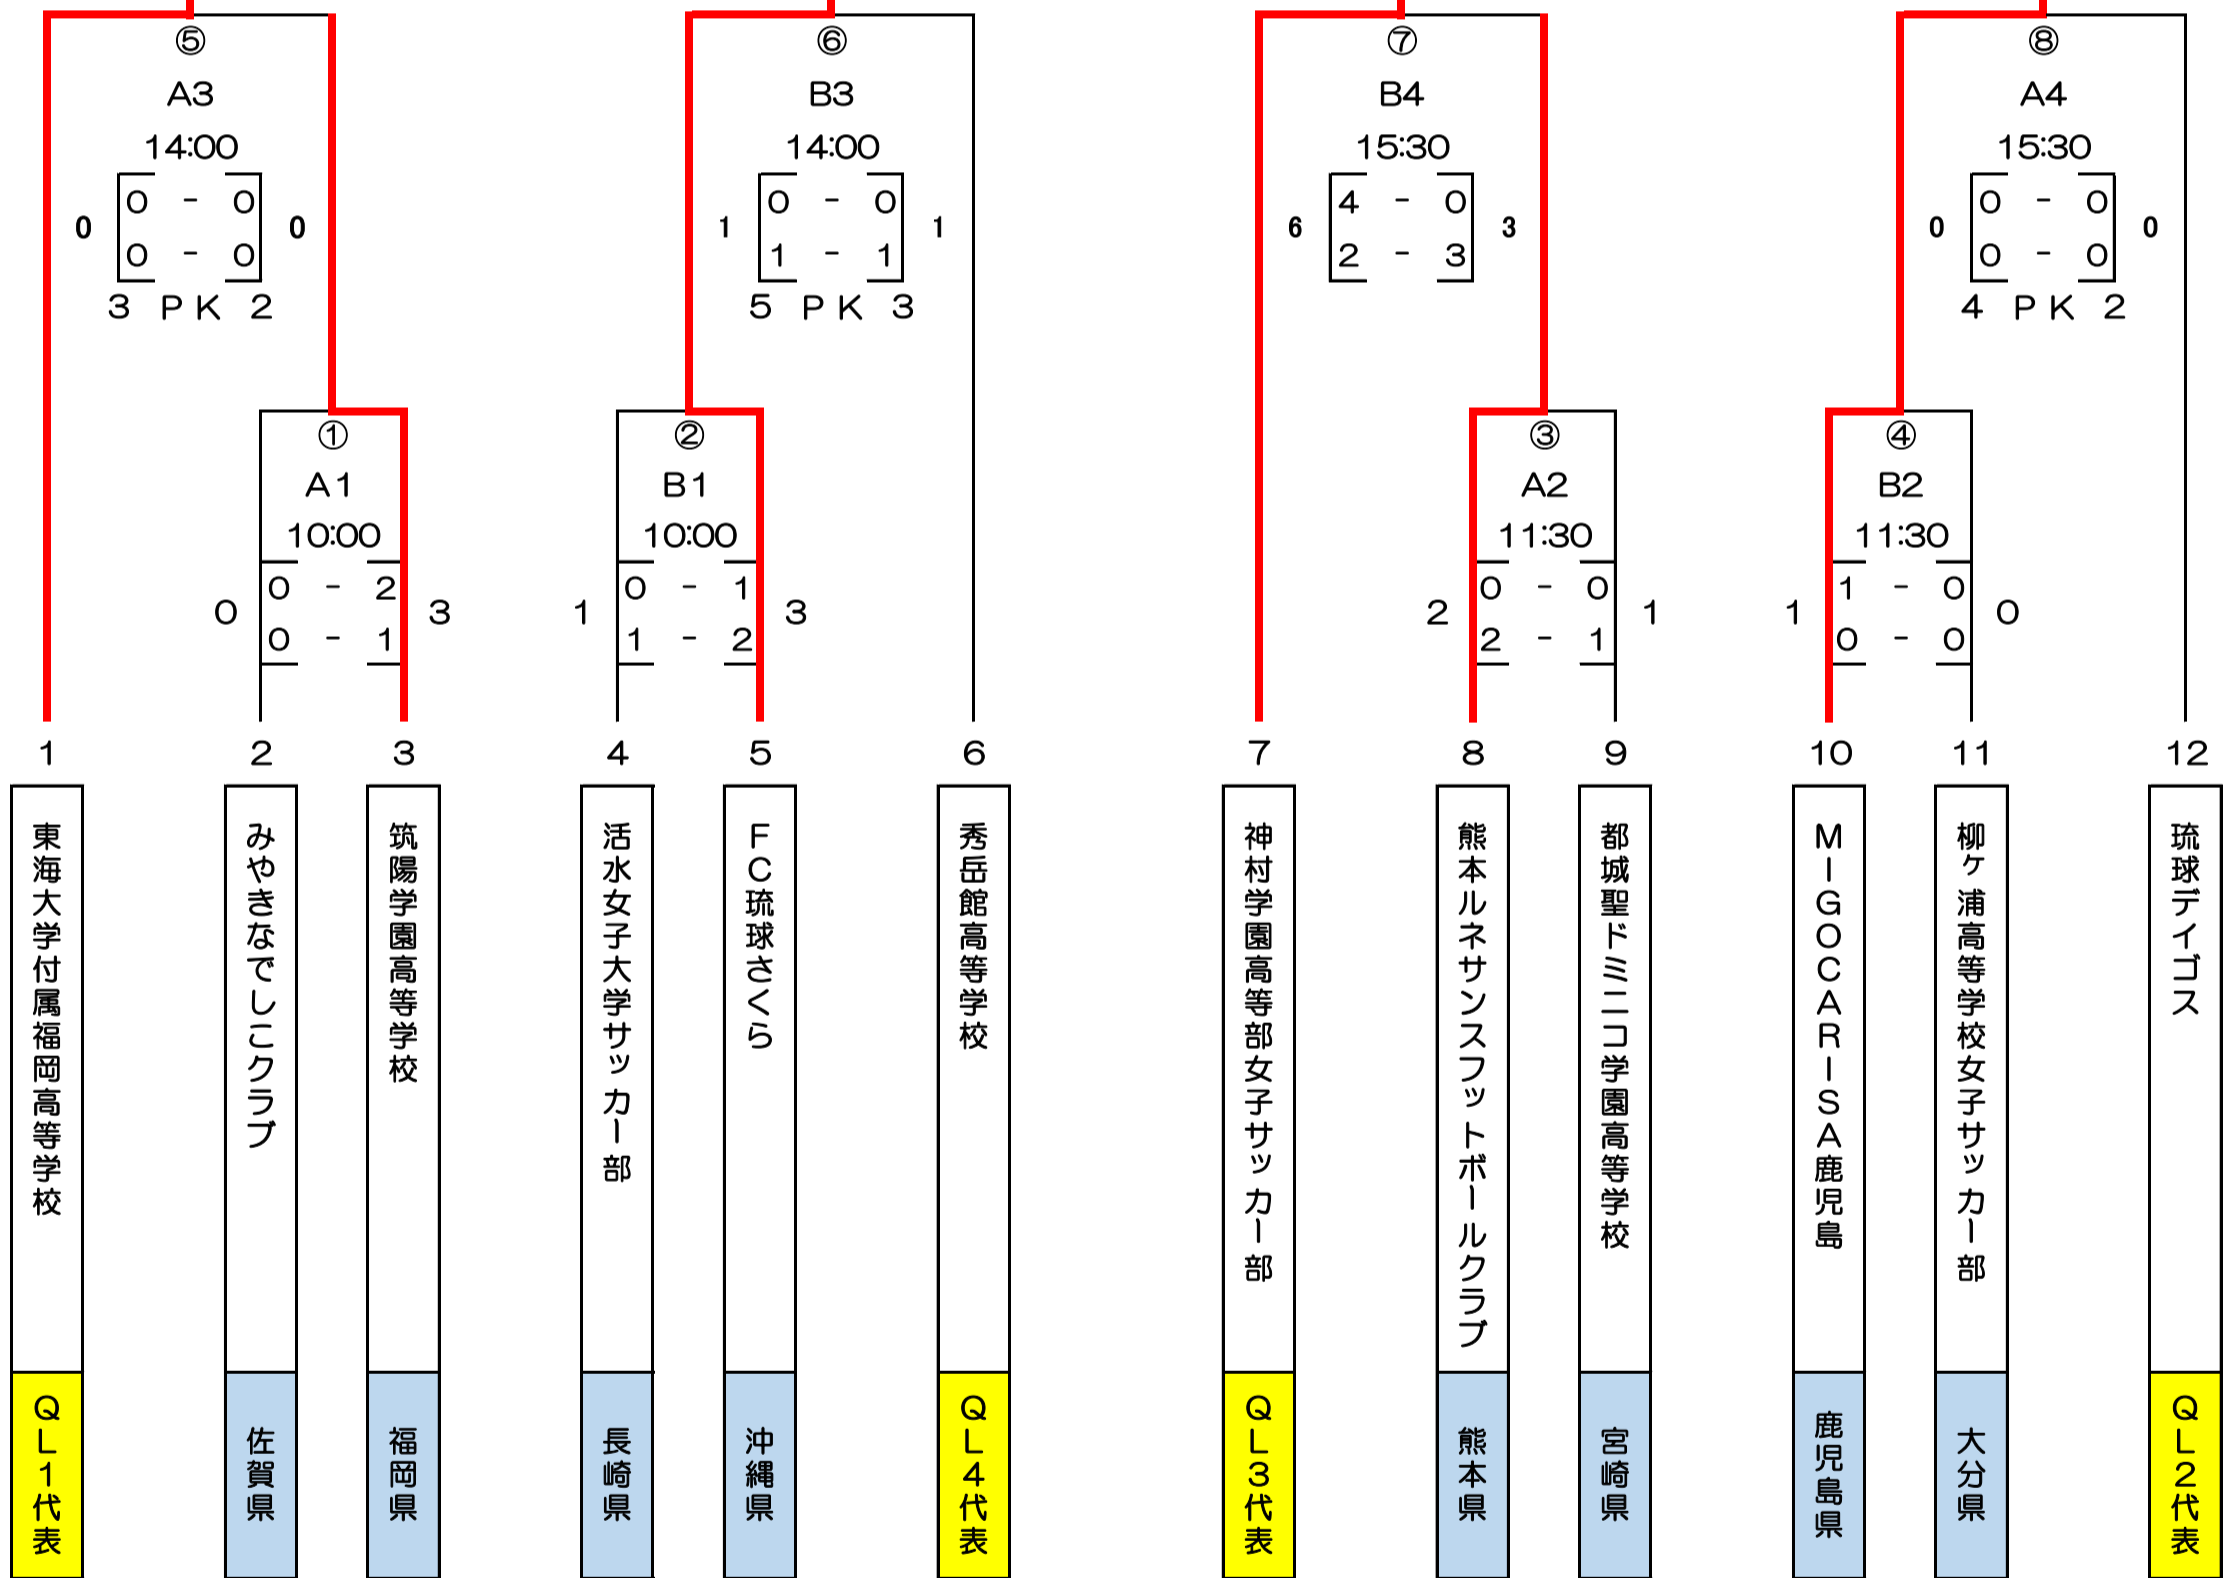 ⑤ ⑥ ⑦ ⑧
A3 B3 B4 A4
14:00 14:00 15:30 15:30
0 - 0 0 - 0 4 - 0 0 - 0
0 0 1 1 6 3 0 0
0 - 0 1 - 1 2 - 3 0 - 0
3 PK 2 5 PK 3 4 PK 2
① ② ③ ④
A1 B1 A2 B2
10:00 10:00 11:30 11:30
0 - 2 0 - 1 0 - 0 1 - 0
0 3 1 3 2 1 1 0
0 - 1 1 - 2 2 - 1 0 - 0
1 2 3 4 5 6 7 8 9 10 11 12
東海大学付属福岡高等学校
みやきなでしこクラブ
筑陽学園高等学校
活水女子大学サッカー部
FC琉球さくら
秀岳館高等学校
神村学園高等部女子サッカー部
熊本ルネサンスフットボールクラブ
都城聖ドミニコ学園高等学校
MIGOCARISA鹿児島
柳ヶ浦高等学校女子サッカー部
琉球デイゴス
QL1代表
佐賀県
福岡県
長崎県
沖縄県
QL4代表
QL3代表
熊本県
宮崎県
鹿児島県
大分県
QL2代表